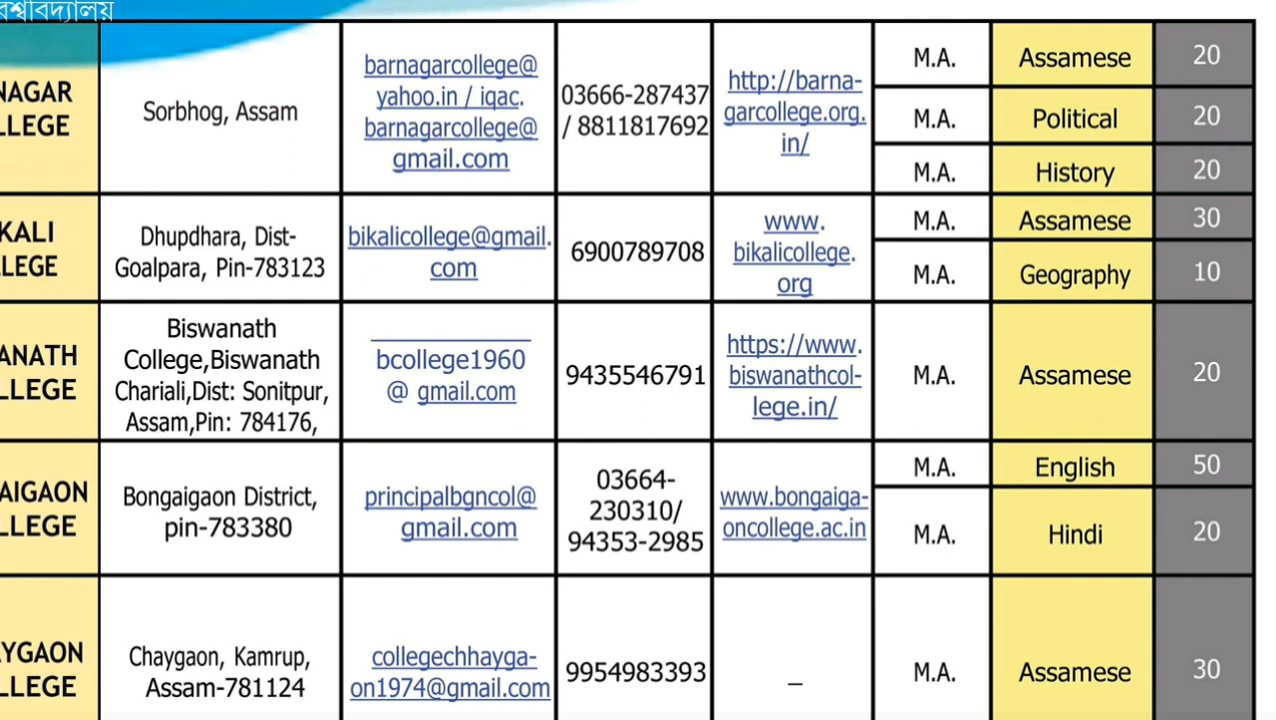 বিশ্ববিদ্যালয়
NAGAR
LLEGE
Sorbhog, Assam
barnagarcollege@
yahoo.in / iqac.
barnagarcollege@
gmail.com
03666-287437
/ 8811817692
http://barna-
garcollege.org.
in/
M.A.
Assamese
20
M.A.
Political
20
M.A.
History
20
KALI
LLEGE
Dhupdhara, Dist-
Goalpara, Pin-783123
bikalicollege@gmail.
com
6900789708
www.
bikalicollege.
org
M.A.
Assamese
30
M.A.
Geography
10
ANATH
LLEGE
Biswanath
College,Biswanath
Chariali,Dist: Sonitpur,
Assam,Pin: 784176,
bcollege1960
@ gmail.com
9435546791
https://www.
biswanathcol-
lege.in/
M.A.
Assamese
20
AIGAON
LLEGE
Bongaigaon District,
pin-783380
principalbgncol@
gmail.com
03664-
230310/
94353-2985
www.bongaiga-
oncollege.ac.in
M.A.
English
50
M.A.
Hindi
20
AYGAON
LLEGE
Chaygaon, Kamrup,
Assam-781124
collegechhayga-
on1974@gmail.com
9954983393
_
M.A.
Assamese
30